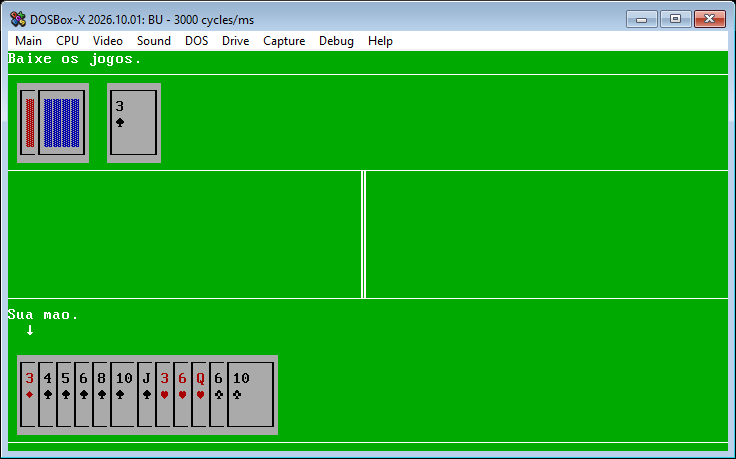 DOSBox-X 2026.10.01: BU - 3000 cycles/ms
Main CPU Video Sound DOS Drive Capture Debug Help
Baixe os jogos.
3
♠
Sua mao.
↓
3 4 5 6 8 10 J 3 6 Q 6 10
♦ ♠ ♠ ♠ ♠ ♠ ♠ ♥ ♥ ♥ ♣ ♣